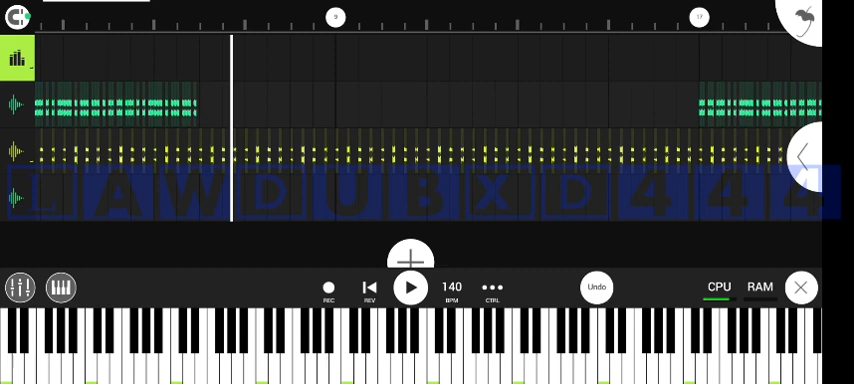 9 17
LAWDUBXD444
140
REC REV BPM CTRL
Undo
CPU RAM